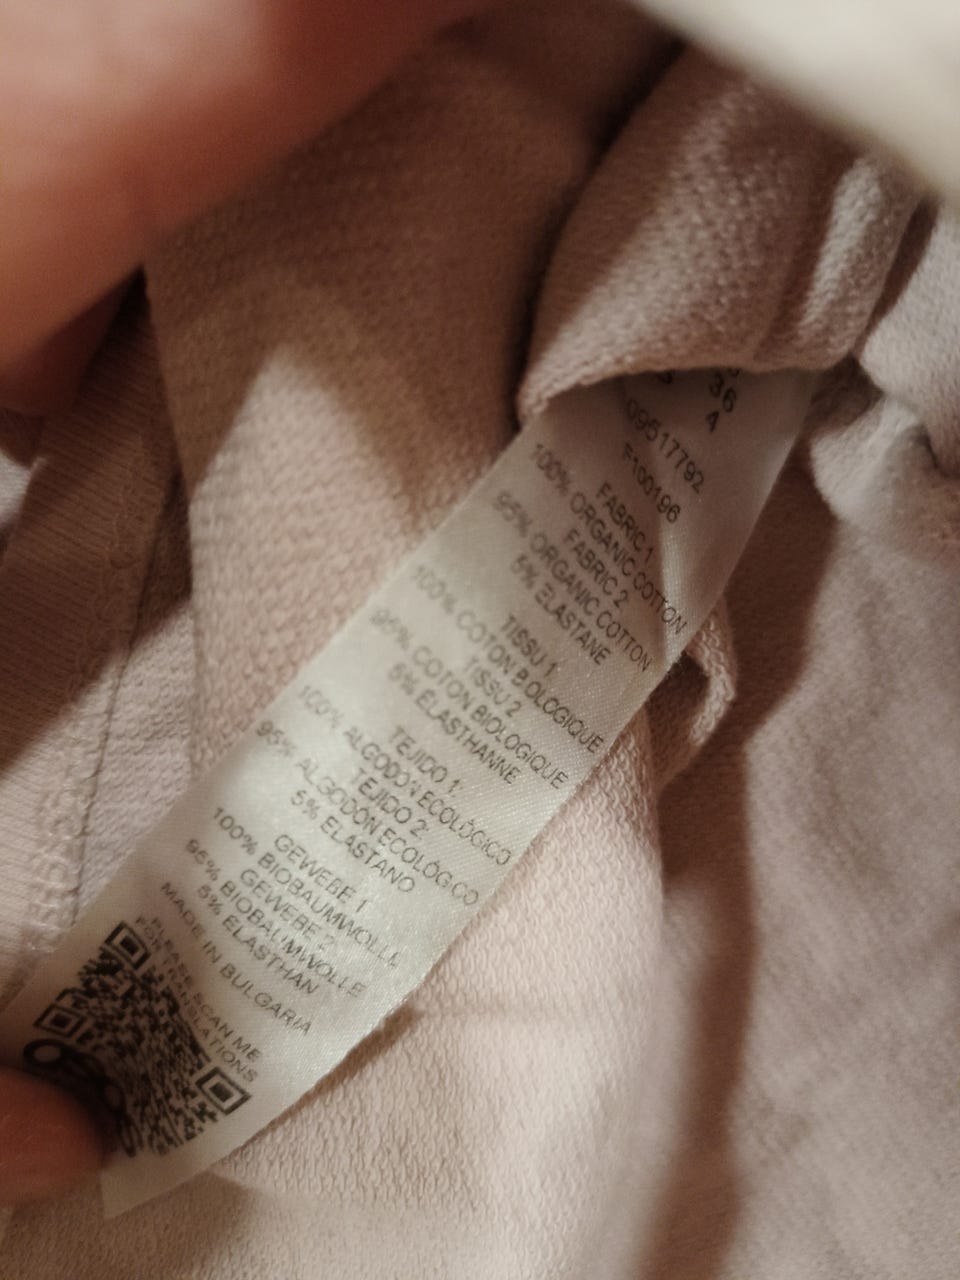 36
4
09517792
F100196
FABRIC 1
100% ORGANIC COTTON
FABRIC 2
95% ORGANIC COTTON
5% ELASTANE
TISSU 1
100% COTON BIOLOGIQUE
TISSU 2
95% COTON BIOLOGIQUE
5% ELASTHANNE
TEJIDO 1:
100% ALGODÓN ECOLÓGICO
TEJIDO 2:
95% ALGODÓN ECOLÓGICO
5% ELASTANO
GEWEBE 1
100% BIOBAUMWOLLE
GEWEBE 2
95% BIOBAUMWOLLE
5% ELASTHAN
MADE IN BULGARIA
PLEASE SCAN ME
FOR TRANSLATIONS